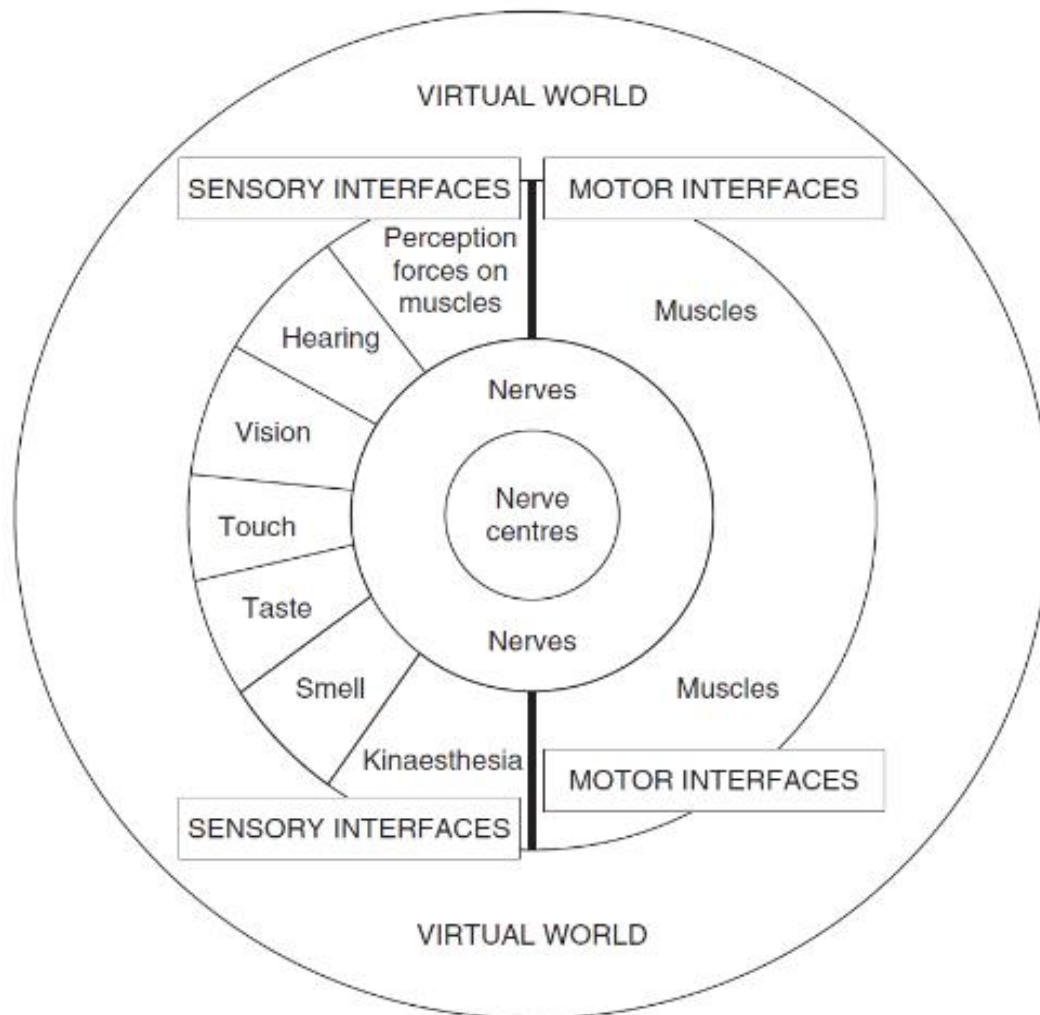 VIRTUAL WORLD
SENSORY INTERFACES
MOTOR INTERFACES
Perception
forces on
muscles
Muscles
Hearing
Nerves
Vision
Nerve
centres
Touch
Taste
Nerves
Smell
Muscles
Kinaesthesia
MOTOR INTERFACES
SENSORY INTERFACES
VIRTUAL WORLD